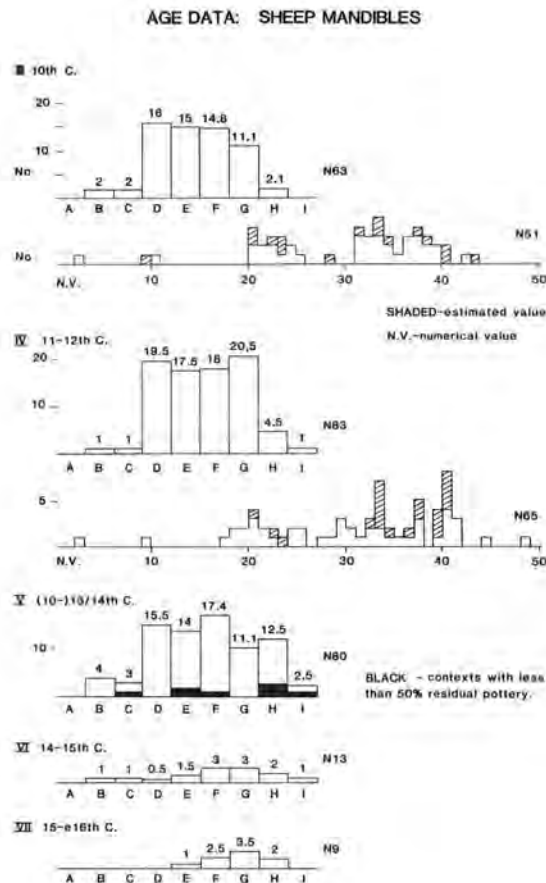 AGE DATA: SHEEP MANDIBLES
III 10th C.
20
10
No
2 2 16 15 14.8 11.1 2.1
N63
A B C D E F G H I
No
N51
N.V. 10 20 30 40 50
SHADED-estimated value
N.V.-numerical value
IV 11-12th C.
20
10
1 1 19.5 17.5 18 20,5 4.5 1
N83
A B C D E F G H I
5
N65
N.V. 10 20 30 40 50
V (10-)13/14th C.
10
4 3 15.5 14 17.4 11.1 12.5 2.5
N80
A B C D E F G H I
BLACK - contexts with less
than 50% residual pottery.
VI 14-15th C.
1 1 0.5 1.5 3 3 2 1
N13
A B C D E F G H I
VII 15-e16th C.
1 2.5 3.5 2
N9
A B C D E F G H I